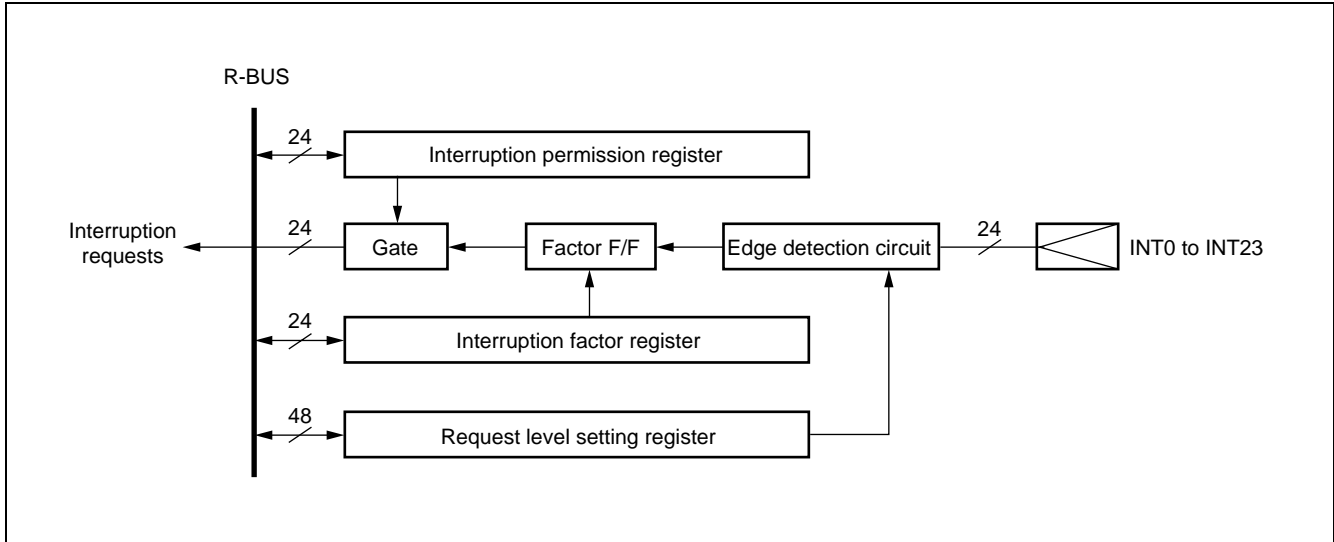 R-BUS
24
Interruption permission register
Interruption
requests
24
Gate
Factor F/F
Edge detection circuit
24
INT0 to INT23
24
Interruption factor register
48
Request level setting register